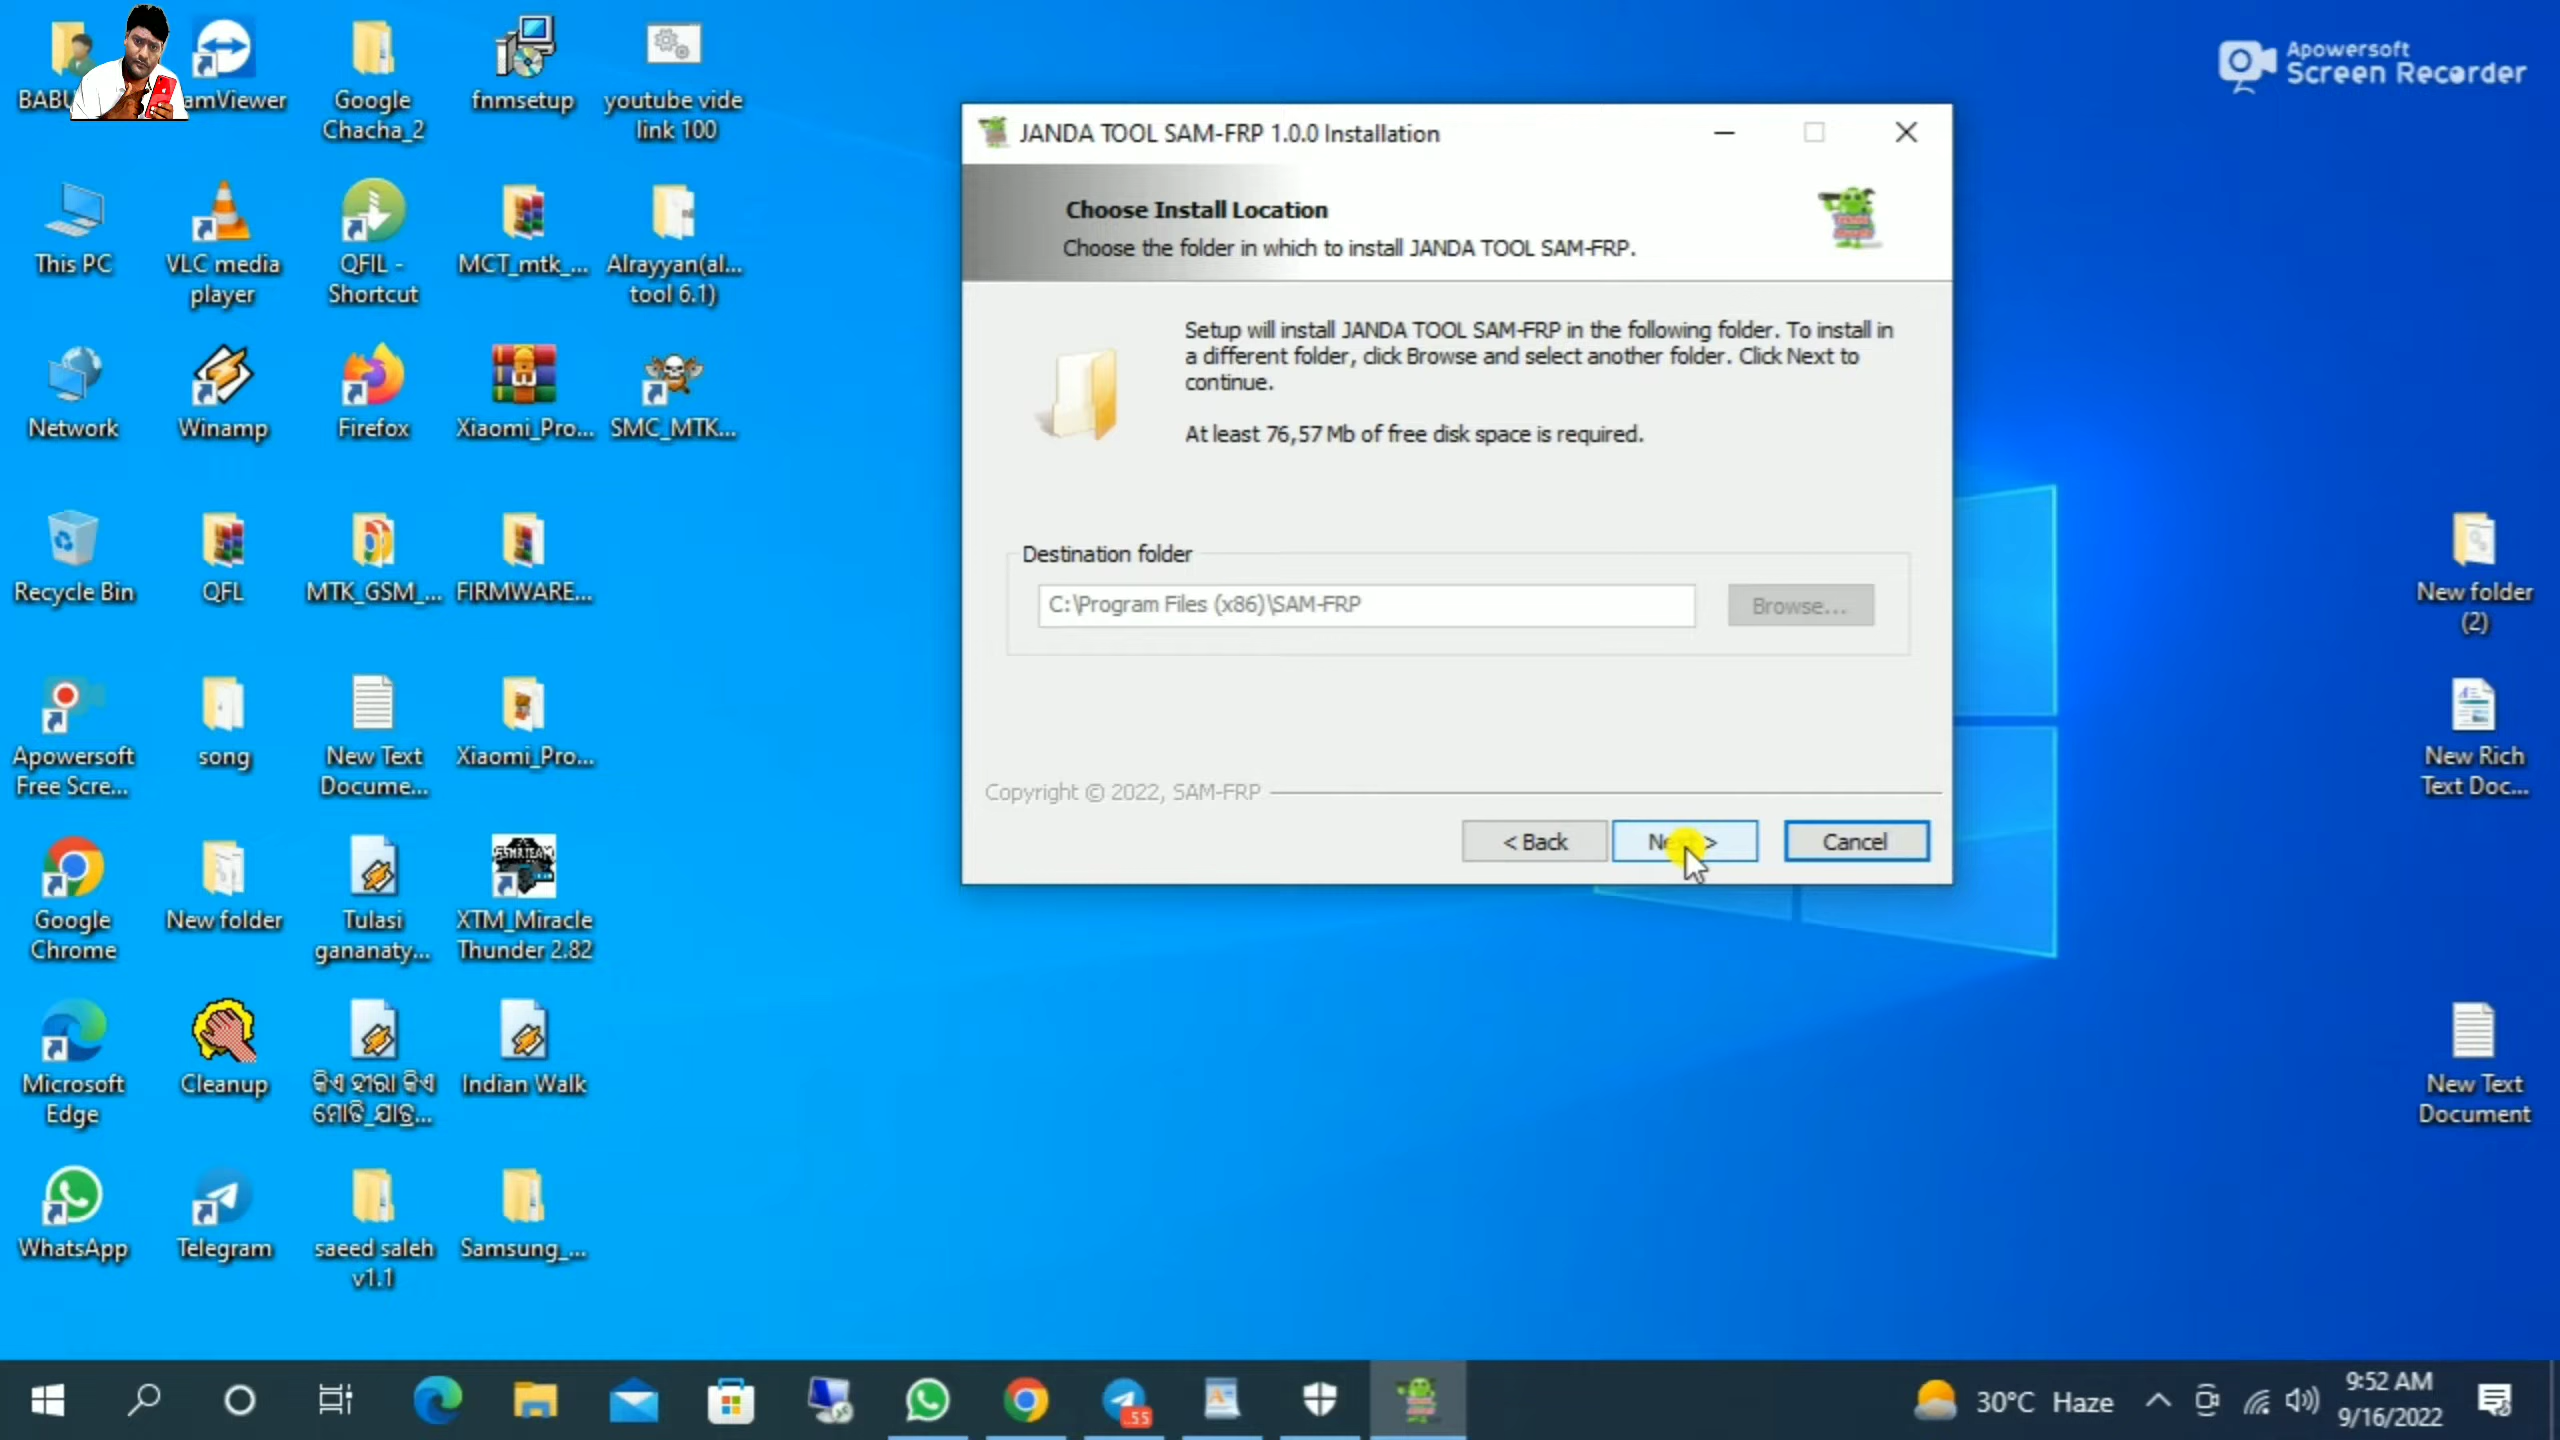 BABU
amViewer
Google
Chacha_2
fnmsetup
youtube vide
link 100
This PC
VLC media
player
QFIL -
Shortcut
MCT_mtk_...
Alrayyan(al...
tool 6.1)
Network
Winamp
Firefox
Xiaomi_Pro...
SMC_MTK...
Recycle Bin
QFL
MTK_GSM_...
FIRMWARE...
Apowersoft
Free Scre...
song
New Text
Docume...
Xiaomi_Pro...
Google
Chrome
New folder
Tulasi
gananaty...
XTM_Miracle
Thunder 2.82
Microsoft
Edge
Cleanup
କିଏ ହୀରା କିଏ
ମୋତି_ଯାତ୍ର...
Indian Walk
WhatsApp
Telegram
saeed saleh
v1.1
Samsung_...
Apowersoft
Screen Recorder
JANDA TOOL SAM-FRP 1.0.0 Installation
Choose Install Location
Choose the folder in which to install JANDA TOOL SAM-FRP.
Setup will install JANDA TOOL SAM-FRP in the following folder. To install in
a different folder, click Browse and select another folder. Click Next to
continue.
At least 76,57 Mb of free disk space is required.
Destination folder
C:\Program Files (x86)\SAM-FRP
Browse...
Copyright © 2022, SAM-FRP
< Back
Next >
Cancel
New folder
(2)
New Rich
Text Doc...
New Text
Document
55
30°C Haze
9:52 AM
9/16/2022